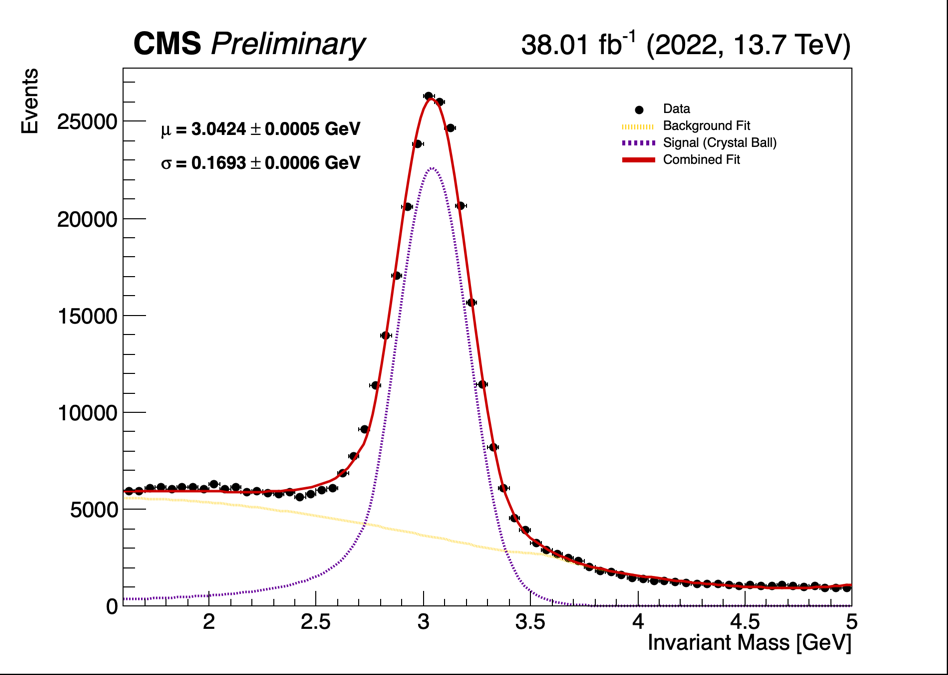 CMS Preliminary
38.01 fb⁻¹ (2022, 13.7 TeV)
Events
μ = 3.0424 ± 0.0005 GeV
σ = 0.1693 ± 0.0006 GeV
Data
Background Fit
Signal (Crystal Ball)
Combined Fit
25000
20000
15000
10000
5000
0
2 2.5 3 3.5 4 4.5 5
Invariant Mass [GeV]